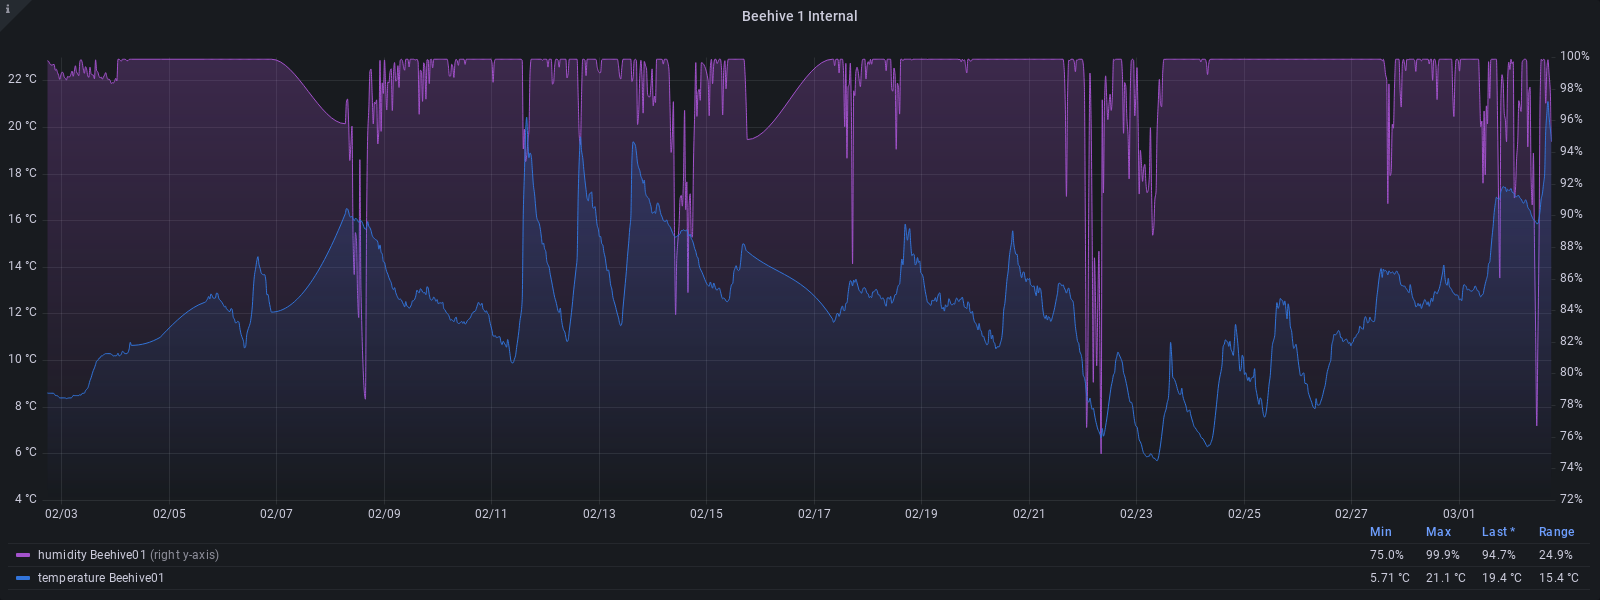 i
Beehive 1 Internal
22 °C
20 °C
18 °C
16 °C
14 °C
12 °C
10 °C
8 °C
6 °C
4 °C
100%
98%
96%
94%
92%
90%
88%
86%
84%
82%
80%
78%
76%
74%
72%
02/03 02/05 02/07 02/09 02/11 02/13 02/15 02/17 02/19 02/21 02/23 02/25 02/27 03/01
Min Max Last * Range
humidity Beehive01 (right y-axis) 75.0% 99.9% 94.7% 24.9%
temperature Beehive01 5.71 °C 21.1 °C 19.4 °C 15.4 °C